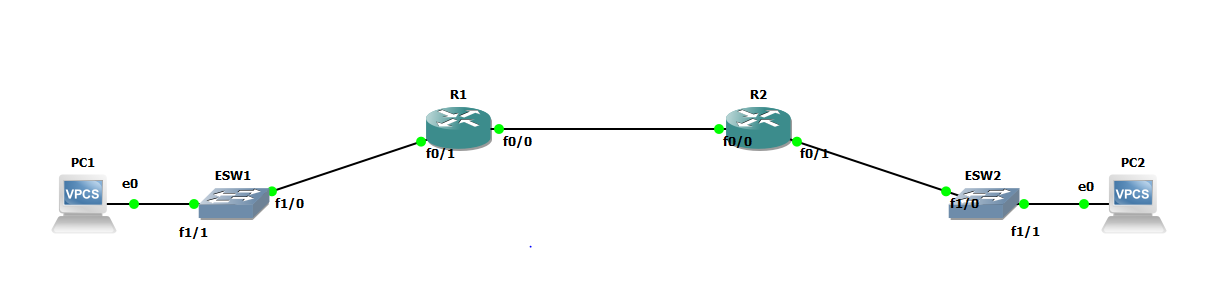 R1
R2
f0/0
f0/0
f0/1
f0/1
PC1
PC2
ESW1
ESW2
e0
e0
VPCS
VPCS
f1/0
f1/0
f1/1
f1/1